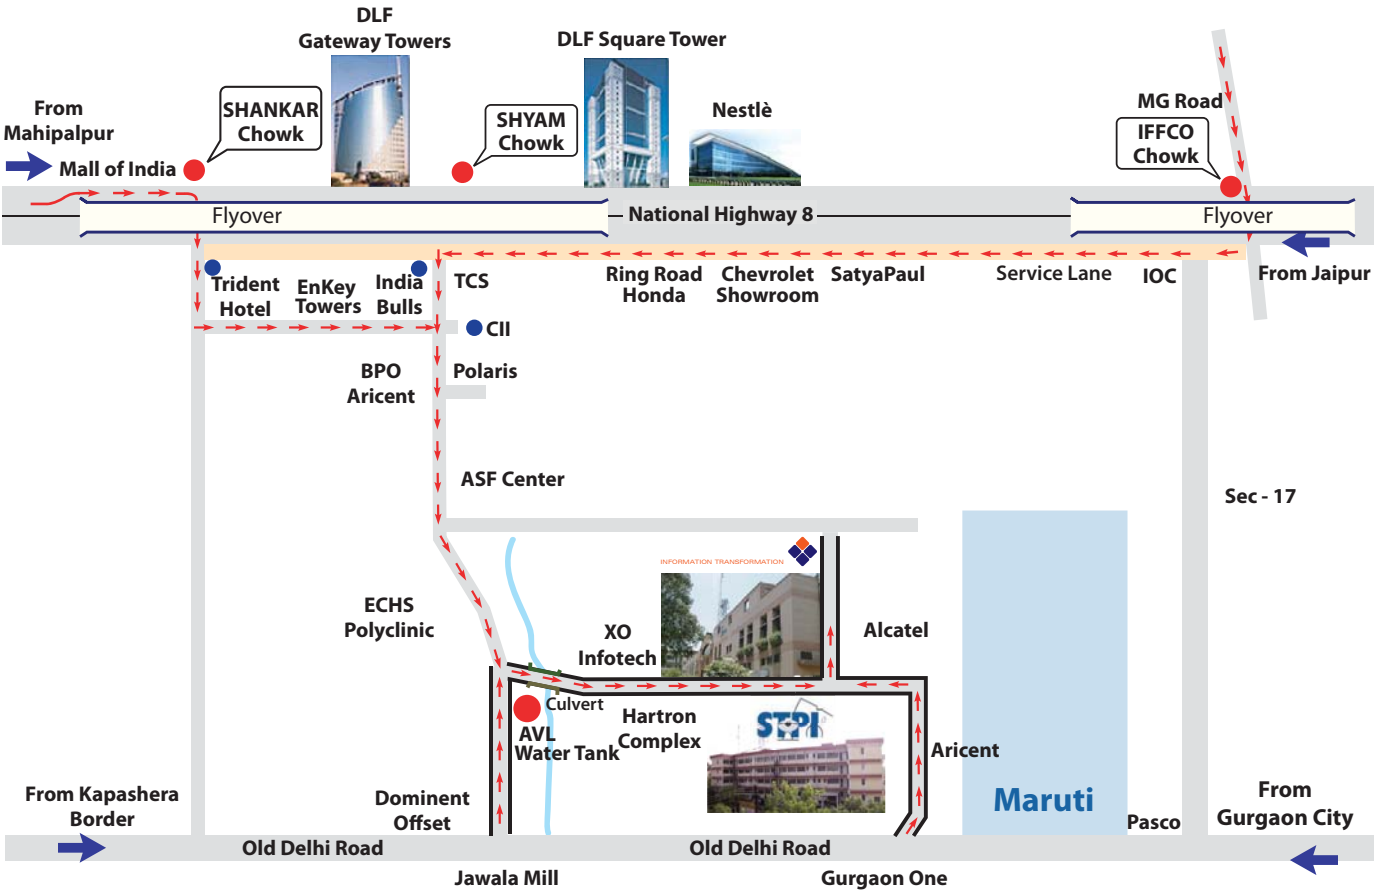 DLF
Gateway Towers
DLF Square Tower
From
Mahipalpur
SHANKAR
Chowk
SHYAM
Chowk
Nestlè
MG Road
IFFCO
Chowk
Mall of India
Flyover
National Highway 8
Flyover
Trident
Hotel
EnKey
Towers
India
Bulls
TCS
Ring Road
Honda
Chevrolet
Showroom
SatyaPaul
Service Lane
IOC
From Jaipur
CII
BPO
Aricent
Polaris
ASF Center
Sec - 17
INFORMATION TRANSFORMATION
ECHS
Polyclinic
XO
Infotech
Alcatel
Culvert
AVL
Water Tank
Hartron
Complex
STPI
Aricent
Maruti
From Kapashera
Border
Dominent
Offset
Pasco
From
Gurgaon City
Old Delhi Road
Old Delhi Road
Jawala Mill
Gurgaon One